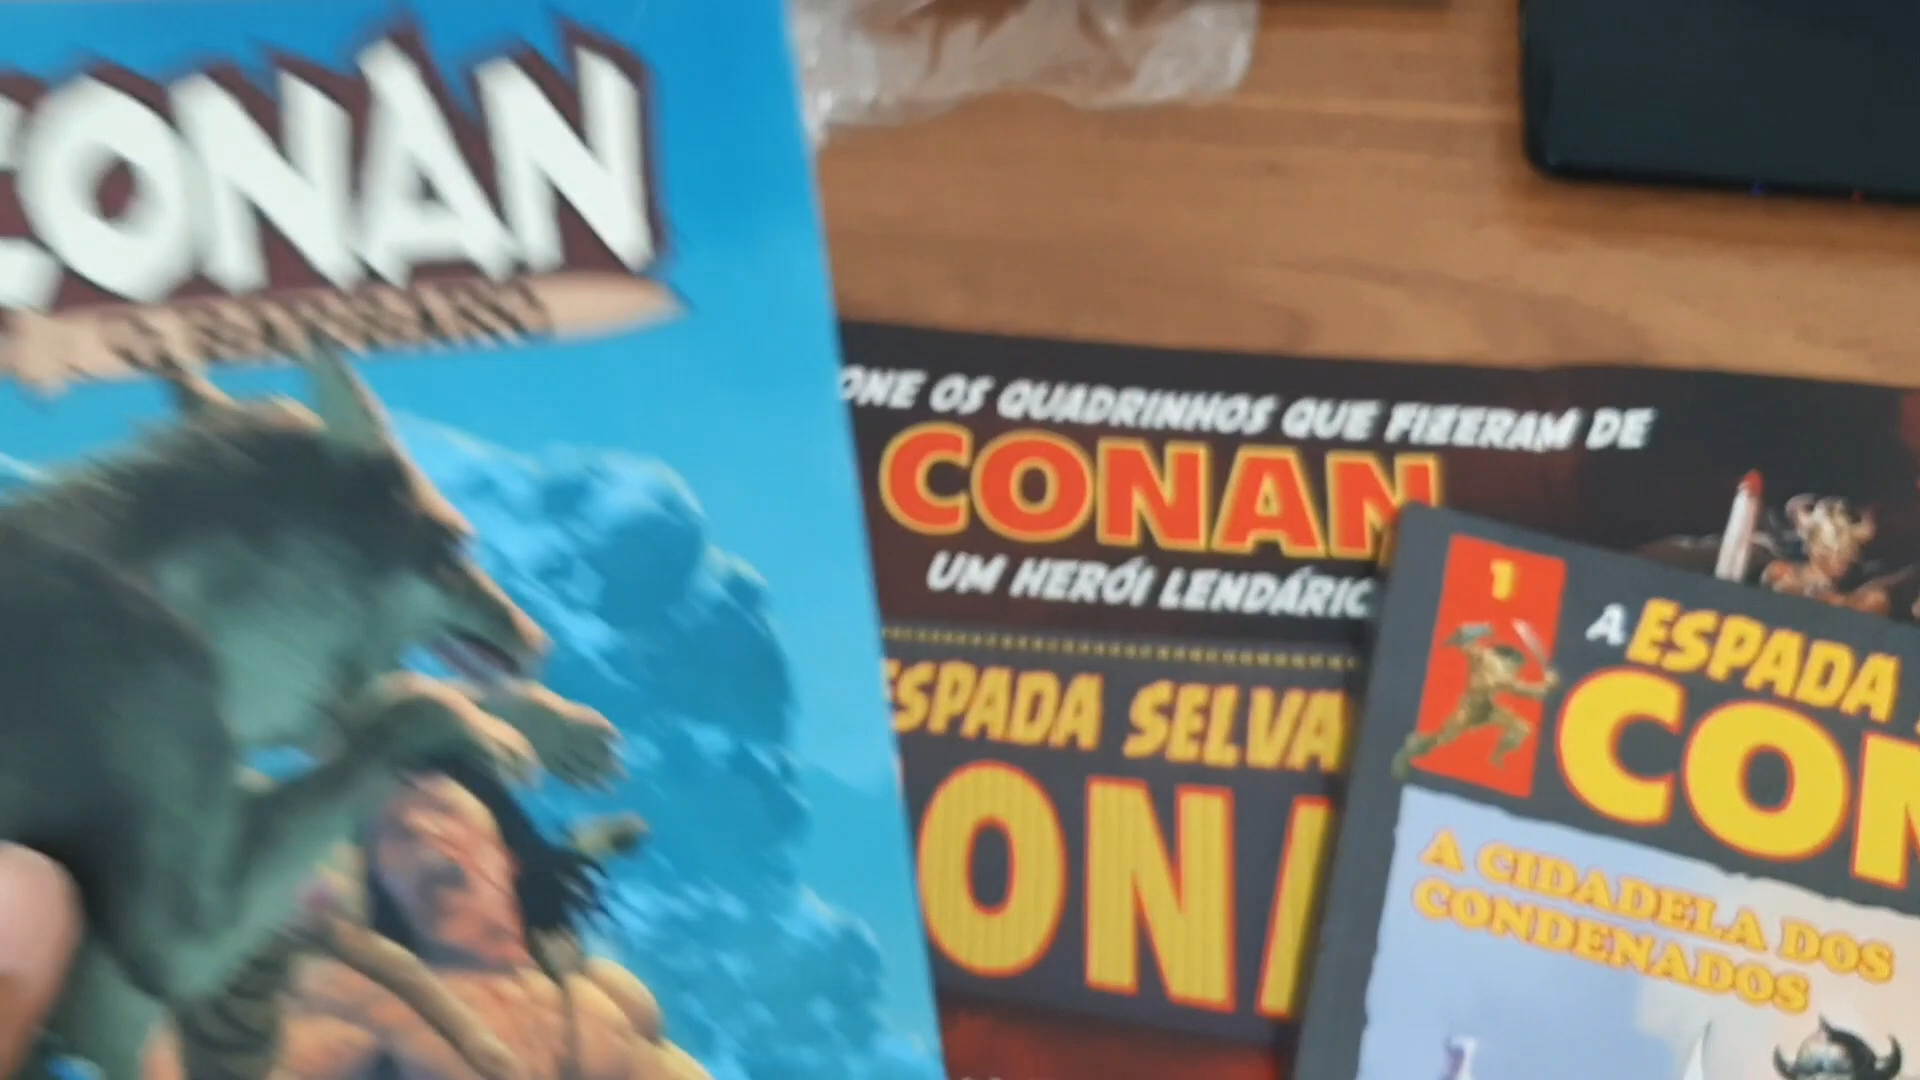 CONAN
ONE OS QUADRINHOS QUE FIZERAM DE
CONAN
UM HERÓI LENDÁRIO
ESPADA SELVA
ONA
1
A ESPADA
CON
A CIDADELA DOS
CONDENADOS